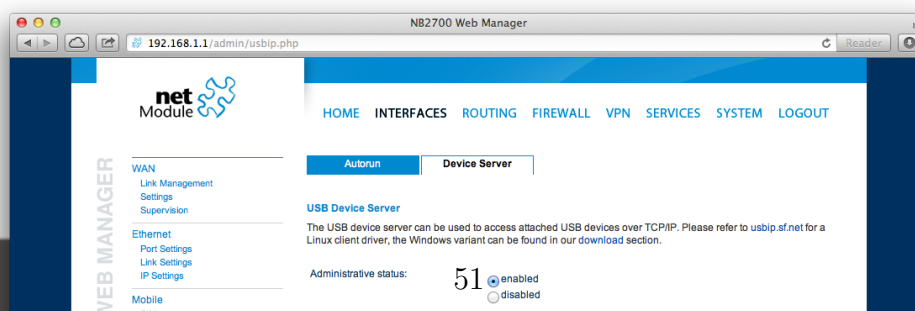 NB2700 Web Manager
192.168.1.1/admin/usbip.php
Reader
net
Module
HOME INTERFACES ROUTING FIREWALL VPN SERVICES SYSTEM LOGOUT
WEB MANAGER
WAN
Link Management
Settings
Supervision
Ethernet
Port Settings
Link Settings
IP Settings
Mobile
Autorun Device Server
USB Device Server
The USB device server can be used to access attached USB devices over TCP/IP. Please refer to usbip.sf.net for a
Linux client driver, the Windows variant can be found in our download section.
Administrative status: 51 enabled
disabled